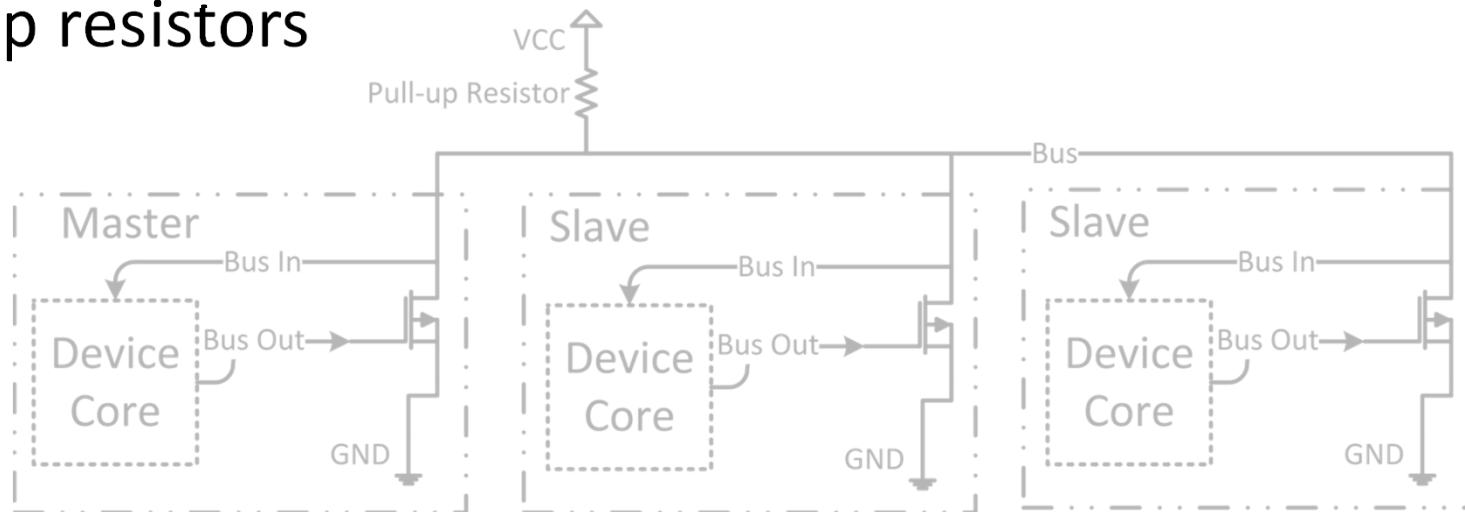 p resistors
VCC
Pull-up Resistor
Bus
Master
Bus In
Device
Core
Bus Out
GND
Slave
Bus In
Device
Core
Bus Out
GND
Slave
Bus In
Device
Core
Bus Out
GND